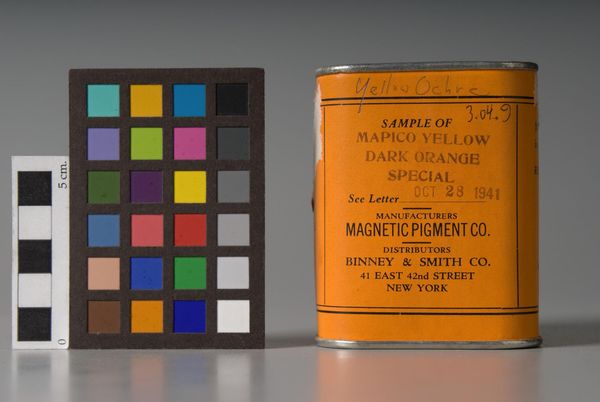 5 cm.
0
Yellow Ochre
3.04.9
SAMPLE OF
MAPICO YELLOW
DARK ORANGE
SPECIAL
OCT 28 1941
See Letter
MANUFACTURERS
MAGNETIC PIGMENT CO.
DISTRIBUTORS
BINNEY & SMITH CO.
41 EAST 42nd STREET
NEW YORK